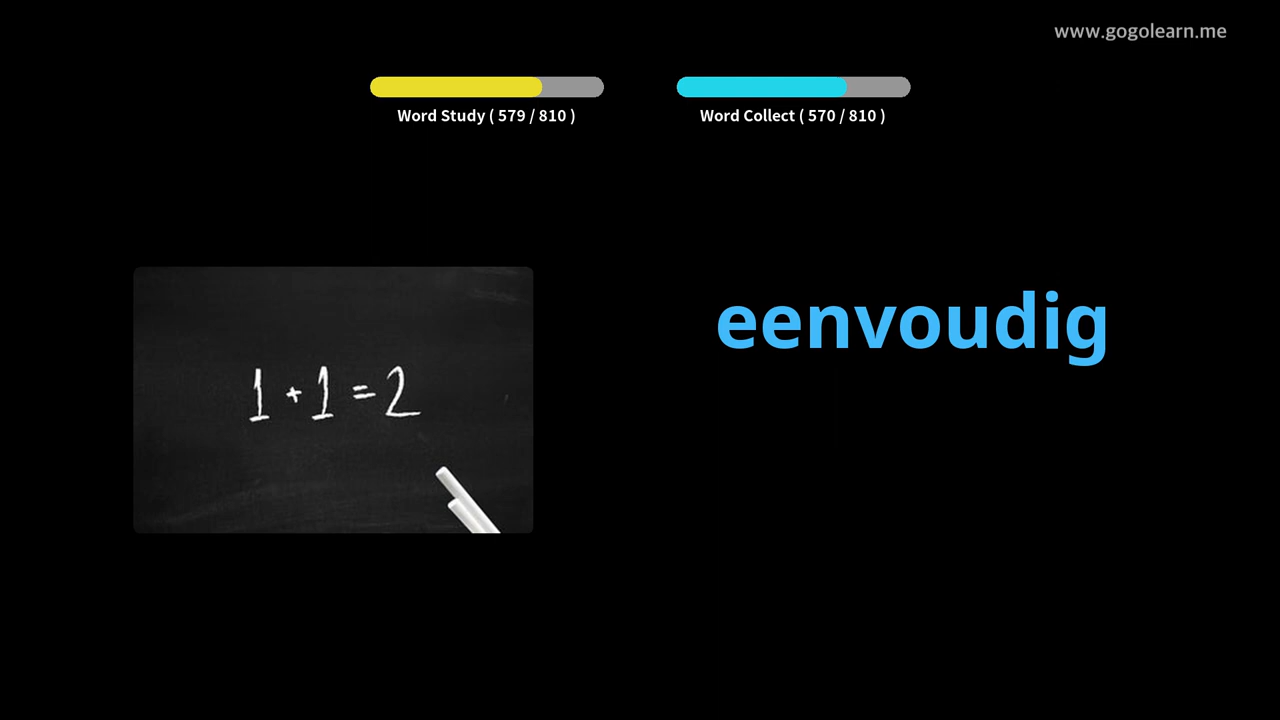 www.gogolearn.me
Word Study ( 579 / 810 )
Word Collect ( 570 / 810 )
eenvoudig
1 + 1 = 2